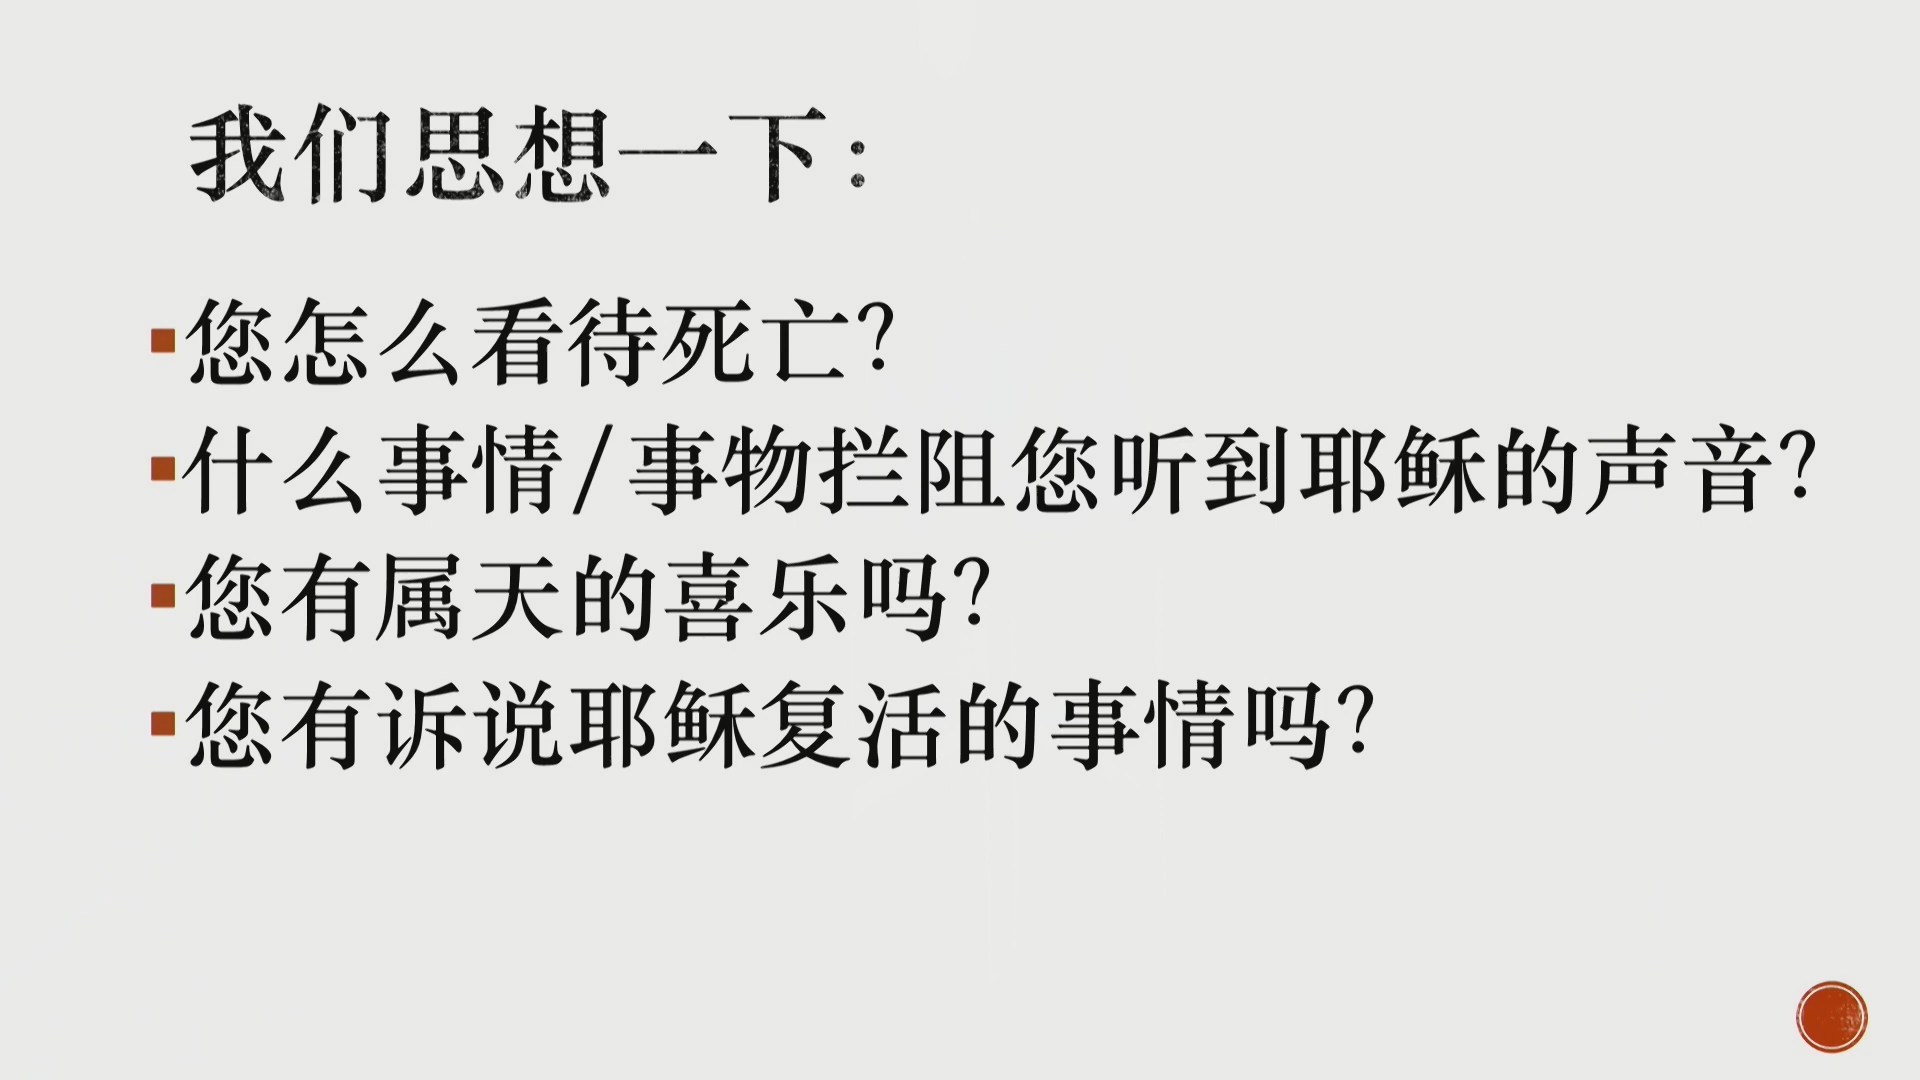 我们思想一下：
您怎么看待死亡？
什么事情/事物拦阻您听到耶稣的声音？
您有属天的喜乐吗？
您有诉说耶稣复活的事情吗？